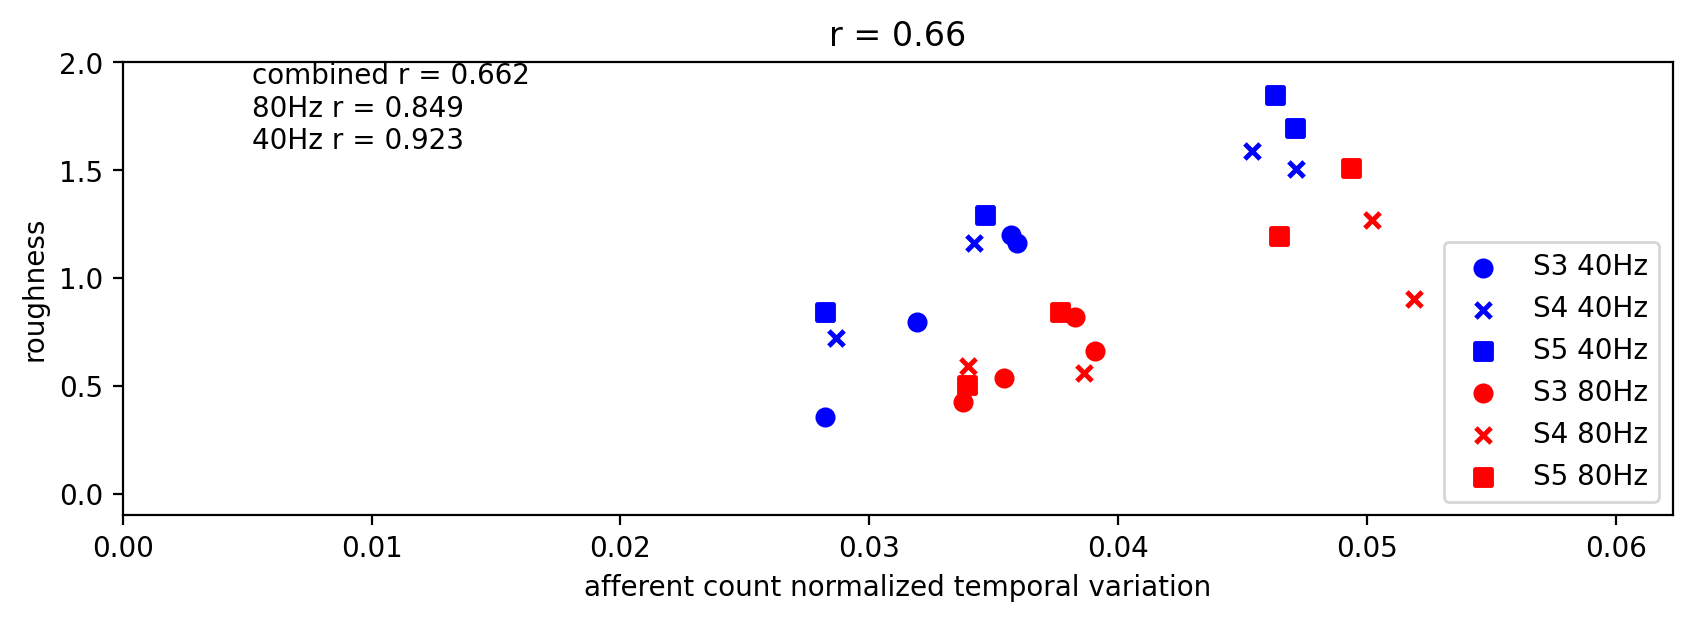 r = 0.66
combined r = 0.662
80Hz r = 0.849
40Hz r = 0.923
2.0
1.5
1.0
0.5
0.0
roughness
S3 40Hz
S4 40Hz
S5 40Hz
S3 80Hz
S4 80Hz
S5 80Hz
0.00 0.01 0.02 0.03 0.04 0.05 0.06
afferent count normalized temporal variation